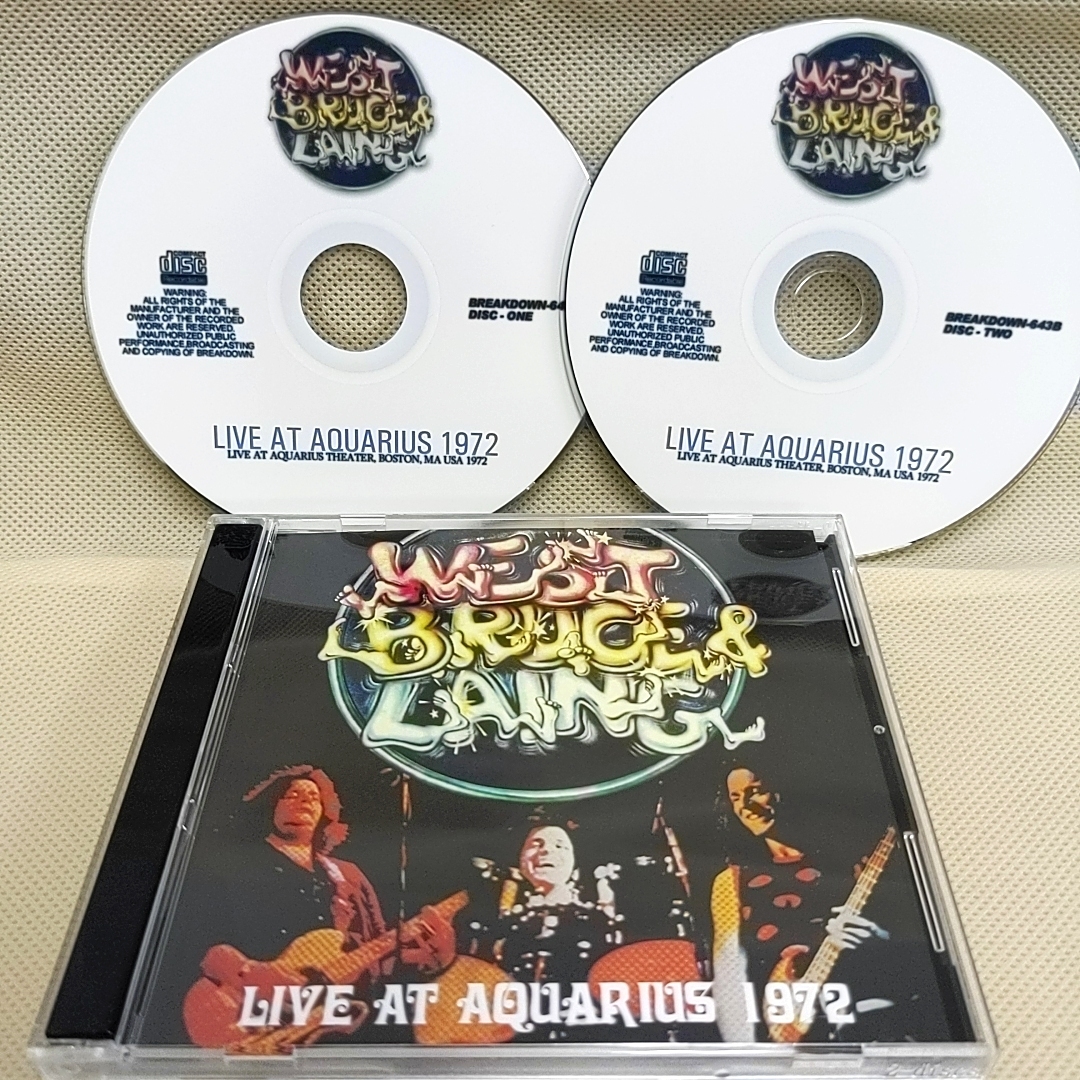 WEST
BRUCE &
LAING
COMPACT
disc
Recordable
WARNING:
ALL RIGHTS OF THE
MANUFACTURER AND THE
OWNER OF THE RECORDED
WORK ARE RESERVED.
UNAUTHORIZED PUBLIC
PERFORMANCE,BROADCASTING
AND COPYING OF BREAKDOWN.
BREAKDOWN-64
DISC - ONE
LIVE AT AQUARIUS 1972
LIVE AT AQUARIUS THEATER, BOSTON, MA USA 1972
WEST
BRUCE &
LAING
COMPACT
disc
Recordable
WARNING:
ALL RIGHTS OF THE
MANUFACTURER AND THE
OWNER OF THE RECORDED
WORK ARE RESERVED.
UNAUTHORIZED PUBLIC
PERFORMANCE,BROADCASTING
AND COPYING OF BREAKDOWN.
BREAKDOWN-643B
DISC - TWO
LIVE AT AQUARIUS 1972
LIVE AT AQUARIUS THEATER, BOSTON, MA USA 1972
WEST
BRUCE &
LAING
LIVE AT AQUARIUS 1972